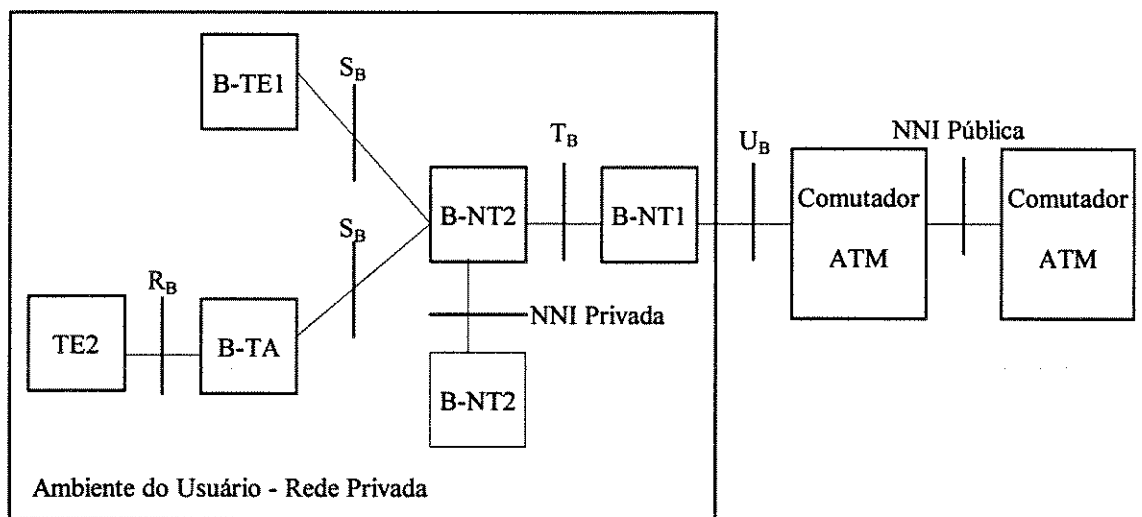 B-TE1
S_B
T_B
U_B
NNI Pública
B-NT2
B-NT1
Comutador
ATM
Comutador
ATM
S_B
R_B
TE2
B-TA
NNI Privada
B-NT2
Ambiente do Usuário - Rede Privada